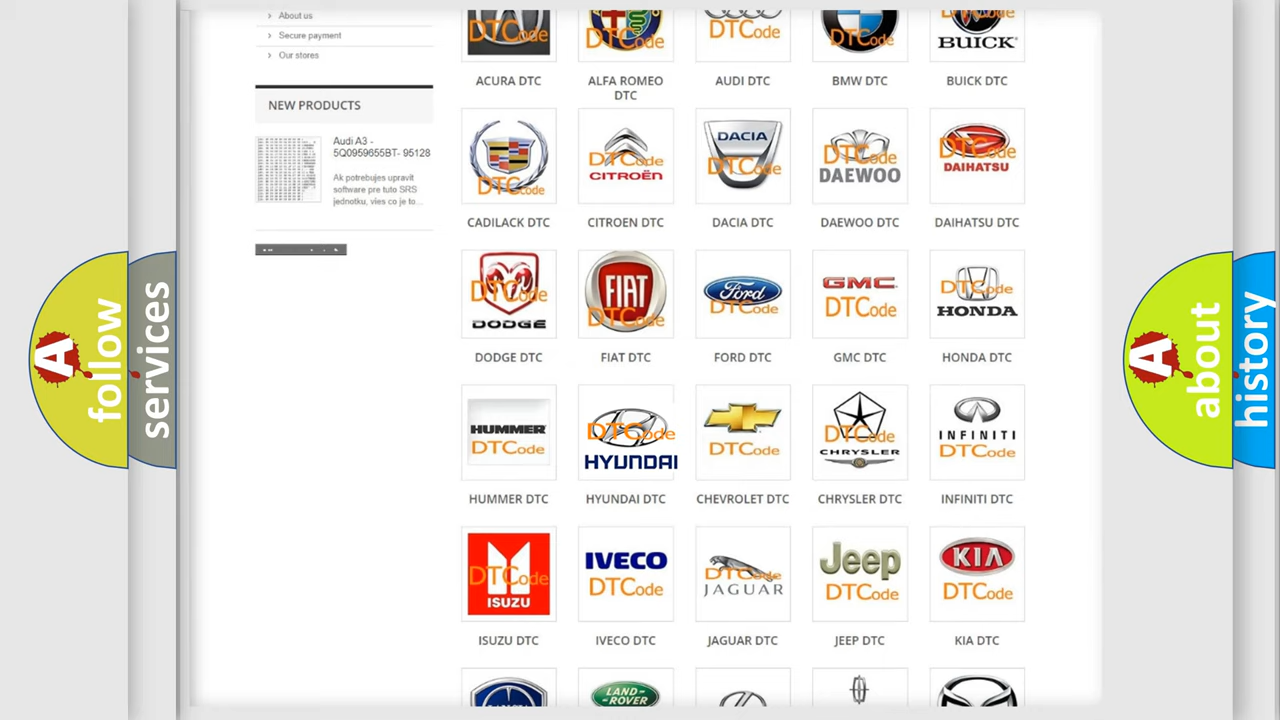 About us
Secure payment
Our stores
NEW PRODUCTS
Audi A3 -
5Q0959655BT- 95128
Ak potrebujes upravit
software pre tuto SRS
jednotku, vies co je to...
DTCode DTCode DTCode DTCode BUICK
ACURA DTC ALFA ROMEO DTC AUDI DTC BMW DTC BUICK DTC
DTCode
DTCode CITROËN
DACIA DTCode
DTCode DAEWOO
DTCode DAIHATSU
CADILACK DTC CITROEN DTC DACIA DTC DAEWOO DTC DAIHATSU DTC
DTCode DODGE
FIAT DTCode
Ford DTCode
GMC DTCode
DTCode HONDA
DODGE DTC FIAT DTC FORD DTC GMC DTC HONDA DTC
HUMMER DTCode
DTCode HYUNDAI
DTCode
DTCode CHRYSLER
INFINITI DTCode
HUMMER DTC HYUNDAI DTC CHEVROLET DTC CHRYSLER DTC INFINITI DTC
DTCode ISUZU
IVECO DTCode
DTCode JAGUAR
Jeep DTCode
KIA DTCode
ISUZU DTC IVECO DTC JAGUAR DTC JEEP DTC KIA DTC
LAND-
ROVER
A
follow
services
A
about
history